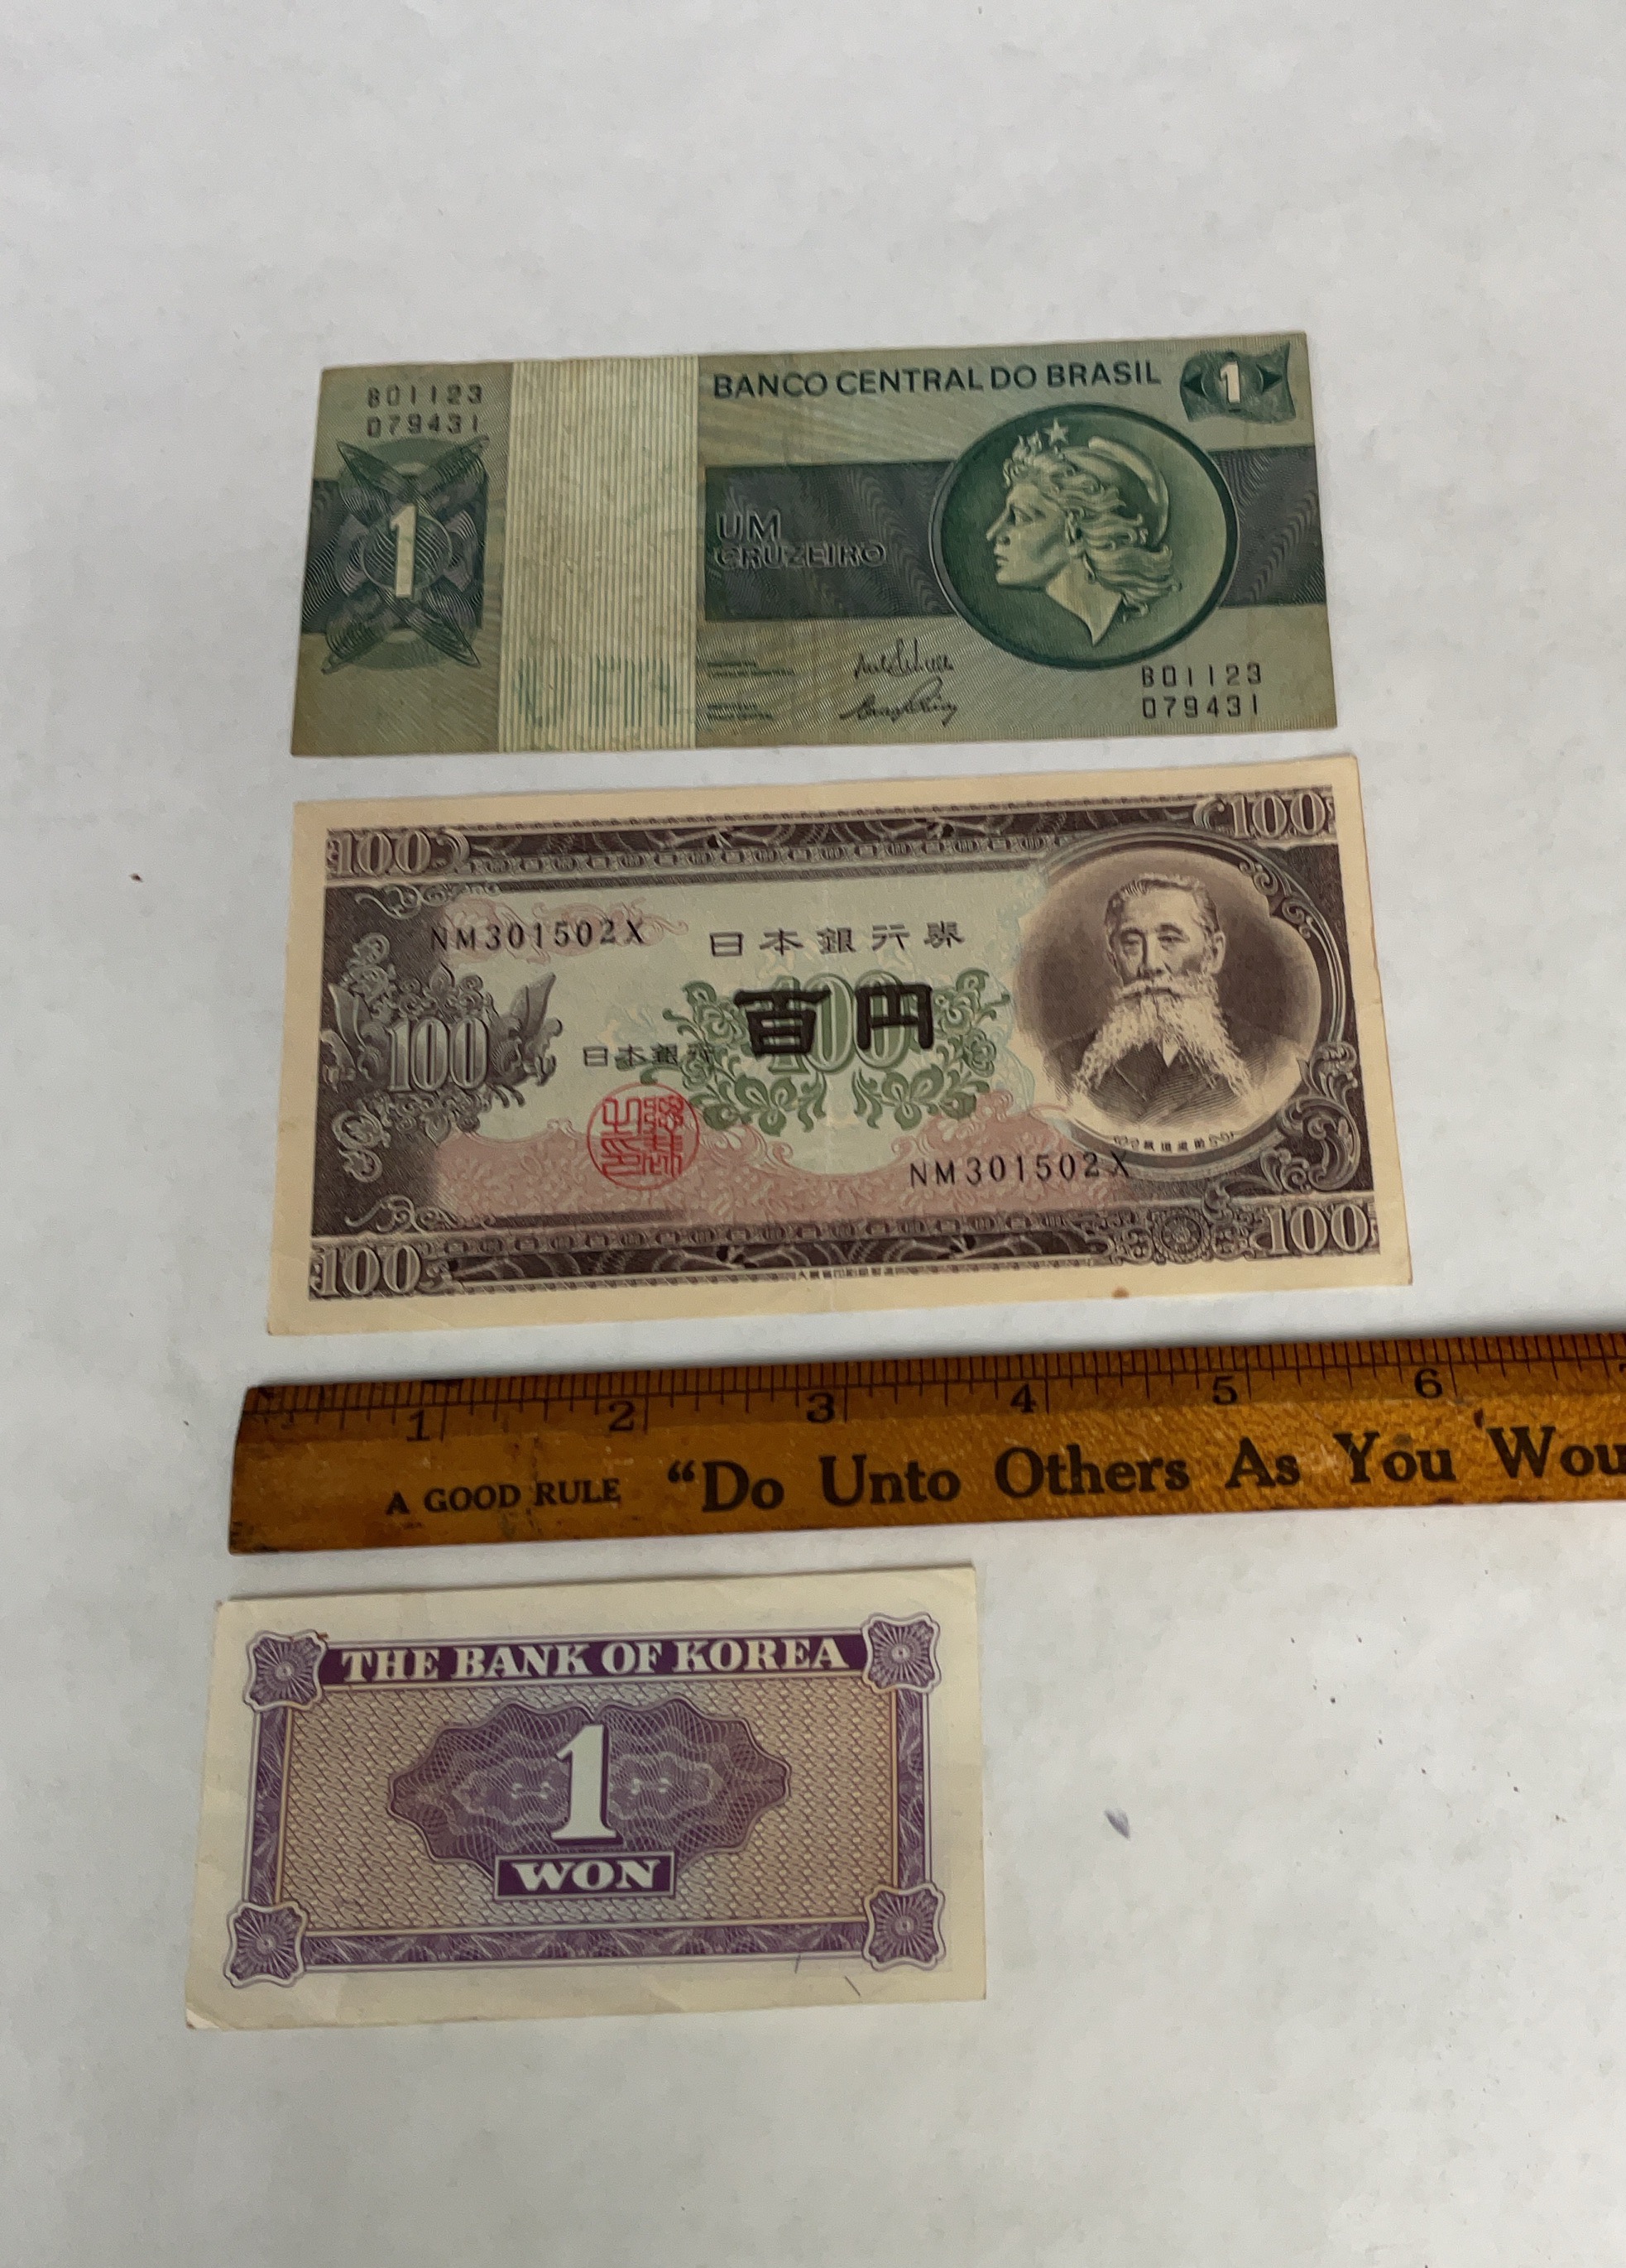 B01123
079431
BANCO CENTRAL DO BRASIL
1
1
UM
CRUZEIRO
B01123
079431
100
100
NM301502X
日本銀行券
100
百円
100
日本銀行
NM301502X
100
100
1
2
3
4
5
6
A GOOD RULE "Do Unto Others As You Wou
THE BANK OF KOREA
1
WON